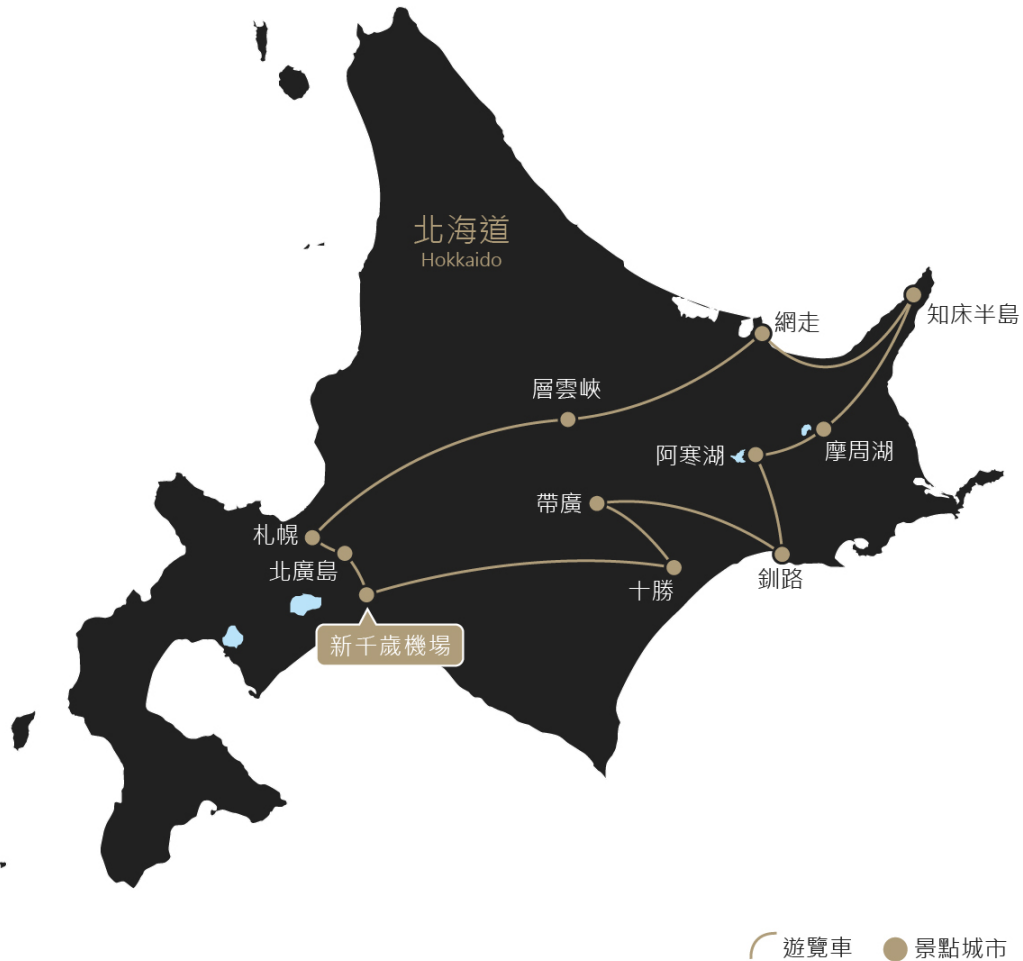 北海道
Hokkaido
網走
知床半島
層雲峽
摩周湖
阿寒湖
帶廣
札幌
北廣島
釧路
十勝
新千歲機場
遊覽車
景點城市